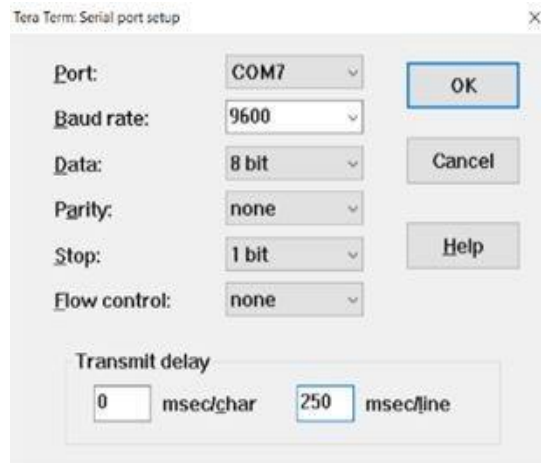 Tera Term: Serial port setup
Port: COM7
OK
Baud rate: 9600
Data: 8 bit
Cancel
Parity: none
Stop: 1 bit
Help
Flow control: none
Transmit delay
0 msec/char 250 msec/line